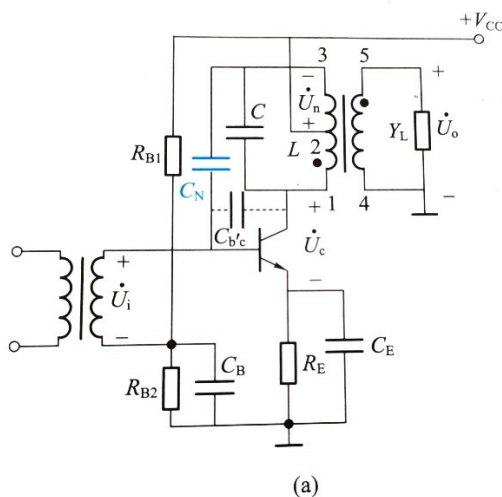 +V_CC
3 5
− +
U̇_n
C
+
R_B1 L 2 Y_L U̇_o
C_N
1 4 −
C_b′c +
U̇_c
+
U̇_i −
−
R_B2 C_B R_E C_E
(a)